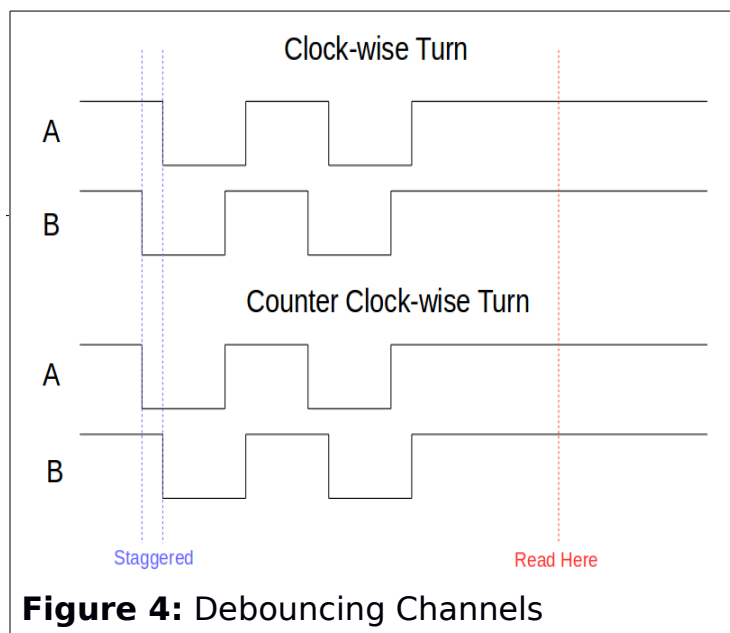 Clock-wise Turn
A
B
Counter Clock-wise Turn
A
B
Staggered
Read Here
Figure 4: Debouncing Channels